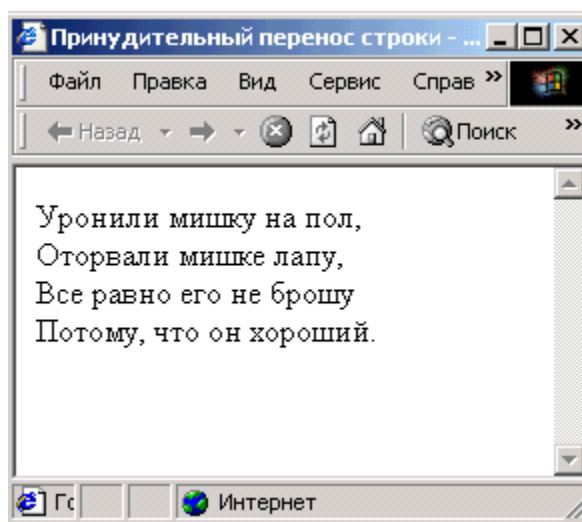 Принудительный перенос строки - ...
Файл Правка Вид Сервис Справ »
Назад Поиск »
Уронили мишку на пол,
Оторвали мишке лапу,
Все равно его не брошу
Потому, что он хороший.
Гс Интернет